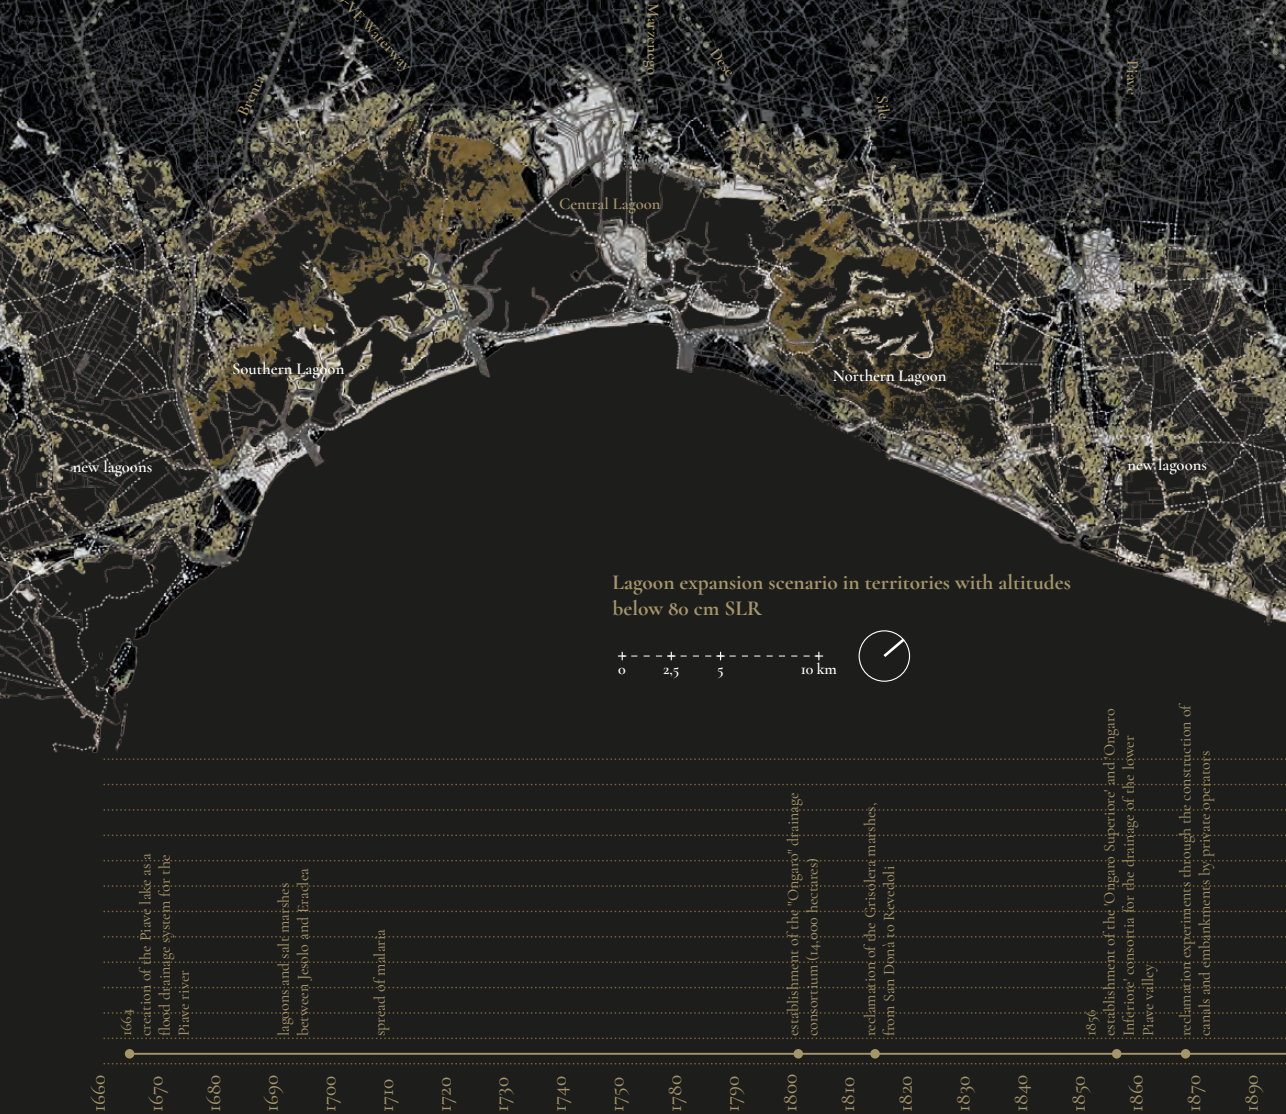 VE Waterway
Marzenego
Dese
Brenta
Sile
Piave
Central Lagoon
Southern Lagoon
Northern Lagoon
new lagoons
new lagoons
Lagoon expansion scenario in territories with altitudes
below 80 cm SLR
0 2,5 5 10 km
1664
creation of the Piave lake as a
flood drainage system for the
Piave river
lagoons and salt marshes
between Jesolo and Eraclea
spread of malaria
establishment of the "Ongaro" drainage
consortium (14,000 hectares)
reclamation of the Grisolera marshes,
from San Donà to Revedoli
1856
establishment of the 'Ongaro Superiore' and 'Ongaro
Inferiore' consortia for the drainage of the lower
Piave valley
reclamation experiments through the construction of
canals and embankments by private operators
1660 1670 1680 1690 1700 1710 1720 1730 1740 1750 1780 1790 1800 1810 1820 1830 1840 1850 1860 1870 1890